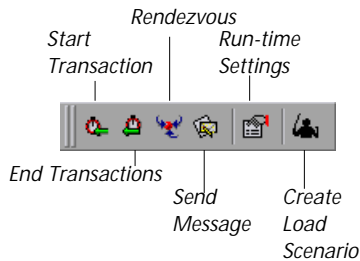 Rendezvous
Start
Transaction
Run-time
Settings
End Transactions
Send
Message
Create
Load
Scenario